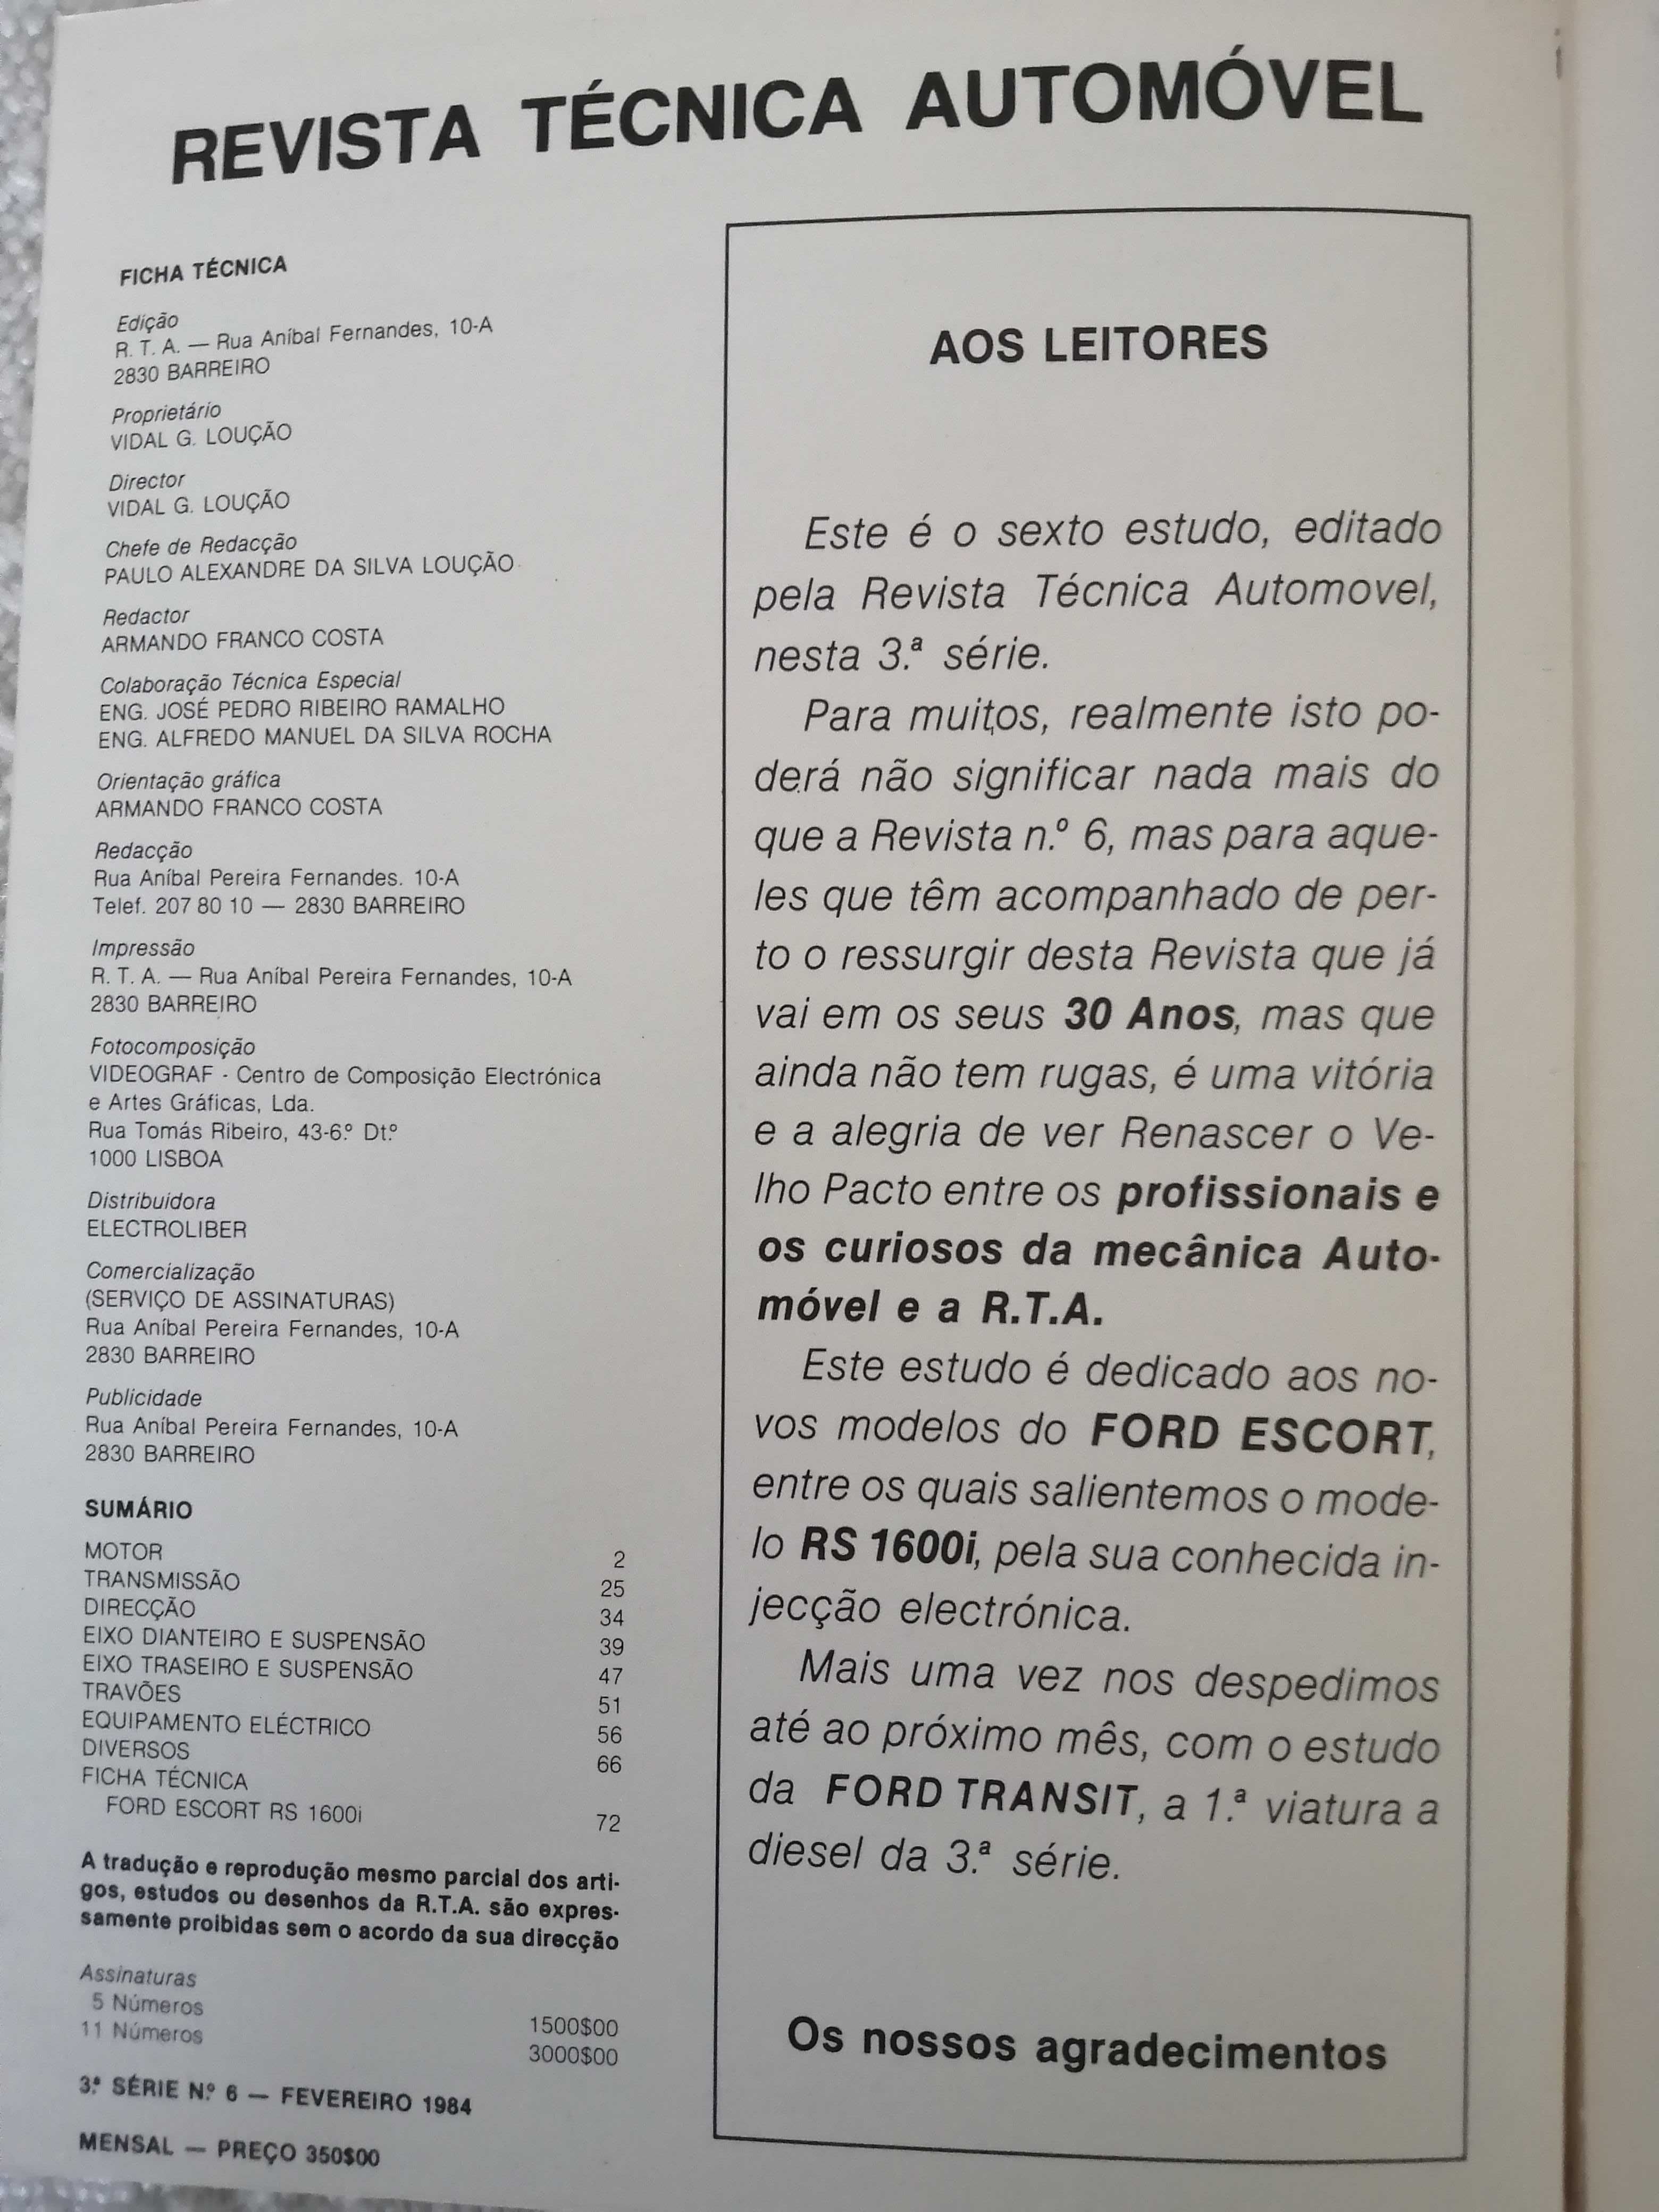 REVISTA TÉCNICA AUTOMÓVEL
FICHA TÉCNICA
Edição
R. T. A. — Rua Aníbal Fernandes, 10-A
2830 BARREIRO
Proprietário
VIDAL G. LOUÇÃO
Director
VIDAL G. LOUÇÃO
Chefe de Redacção
PAULO ALEXANDRE DA SILVA LOUÇÃO
Redactor
ARMANDO FRANCO COSTA
Colaboração Técnica Especial
ENG. JOSÉ PEDRO RIBEIRO RAMALHO
ENG. ALFREDO MANUEL DA SILVA ROCHA
Orientação gráfica
ARMANDO FRANCO COSTA
Redacção
Rua Aníbal Pereira Fernandes. 10-A
Telef. 207 80 10 — 2830 BARREIRO
Impressão
R. T. A. — Rua Aníbal Pereira Fernandes, 10-A
2830 BARREIRO
Fotocomposição
VIDEOGRAF - Centro de Composição Electrónica
e Artes Gráficas, Lda.
Rua Tomás Ribeiro, 43-6.º Dt.º
1000 LISBOA
Distribuidora
ELECTROLIBER
Comercialização
(SERVIÇO DE ASSINATURAS)
Rua Aníbal Pereira Fernandes, 10-A
2830 BARREIRO
Publicidade
Rua Aníbal Pereira Fernandes, 10-A
2830 BARREIRO
SUMÁRIO
MOTOR 2
TRANSMISSÃO 25
DIRECÇÃO 34
EIXO DIANTEIRO E SUSPENSÃO 39
EIXO TRASEIRO E SUSPENSÃO 47
TRAVÕES 51
EQUIPAMENTO ELÉCTRICO 56
DIVERSOS 66
FICHA TÉCNICA
FORD ESCORT RS 1600i 72
A tradução e reprodução mesmo parcial dos arti-
gos, estudos ou desenhos da R.T.A. são expres-
samente proibidas sem o acordo da sua direcção
Assinaturas
5 Números 1500$00
11 Números 3000$00
3.ª SÉRIE N.º 6 — FEVEREIRO 1984
MENSAL — PREÇO 350$00
AOS LEITORES
Este é o sexto estudo, editado
pela Revista Técnica Automovel,
nesta 3.ª série.
Para muitos, realmente isto po-
derá não significar nada mais do
que a Revista n.º 6, mas para aque-
les que têm acompanhado de per-
to o ressurgir desta Revista que já
vai em os seus 30 Anos, mas que
ainda não tem rugas, é uma vitória
e a alegria de ver Renascer o Ve-
lho Pacto entre os profissionais e
os curiosos da mecânica Auto-
móvel e a R.T.A.
Este estudo é dedicado aos no-
vos modelos do FORD ESCORT,
entre os quais salientemos o mode-
lo RS 1600i, pela sua conhecida in-
jecção electrónica.
Mais uma vez nos despedimos
até ao próximo mês, com o estudo
da FORD TRANSIT, a 1.ª viatura a
diesel da 3.ª série.
Os nossos agradecimentos